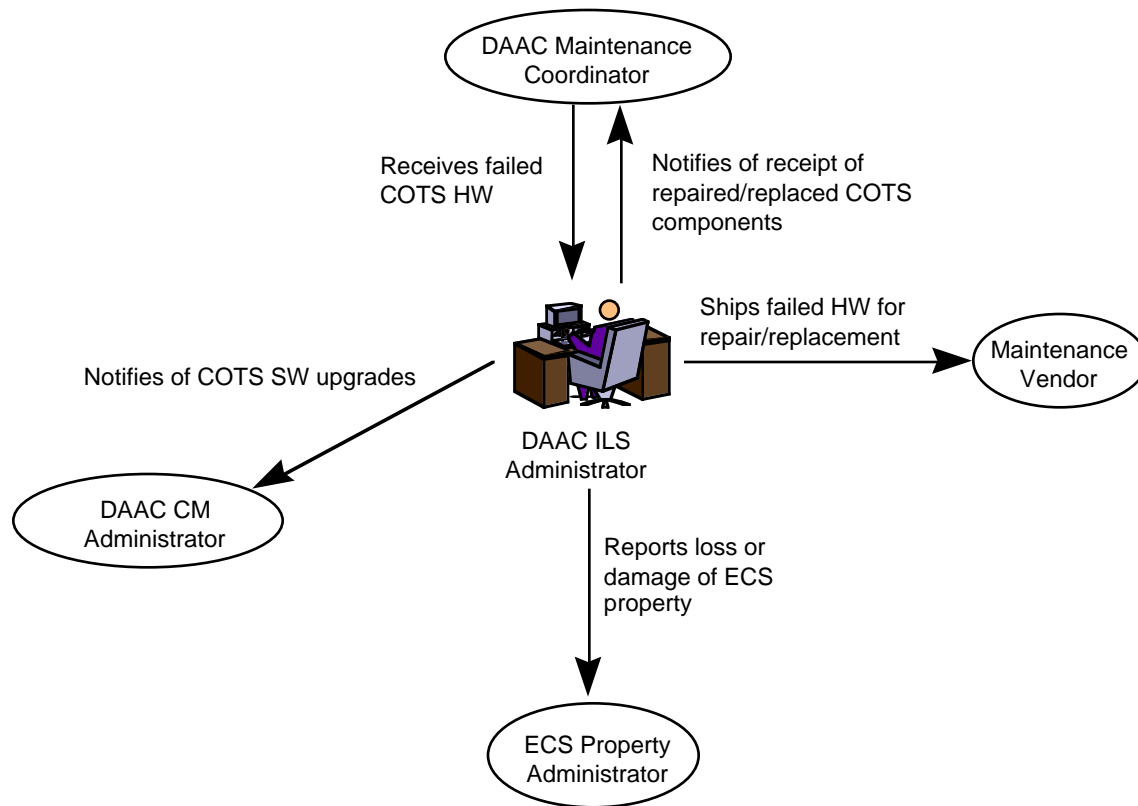 DAAC Maintenance
Coordinator
Receives failed
COTS HW
Notifies of receipt of
repaired/replaced COTS
components
Ships failed HW for
repair/replacement
Maintenance
Vendor
Notifies of COTS SW upgrades
DAAC ILS
Administrator
DAAC CM
Administrator
Reports loss or
damage of ECS
property
ECS Property
Administrator